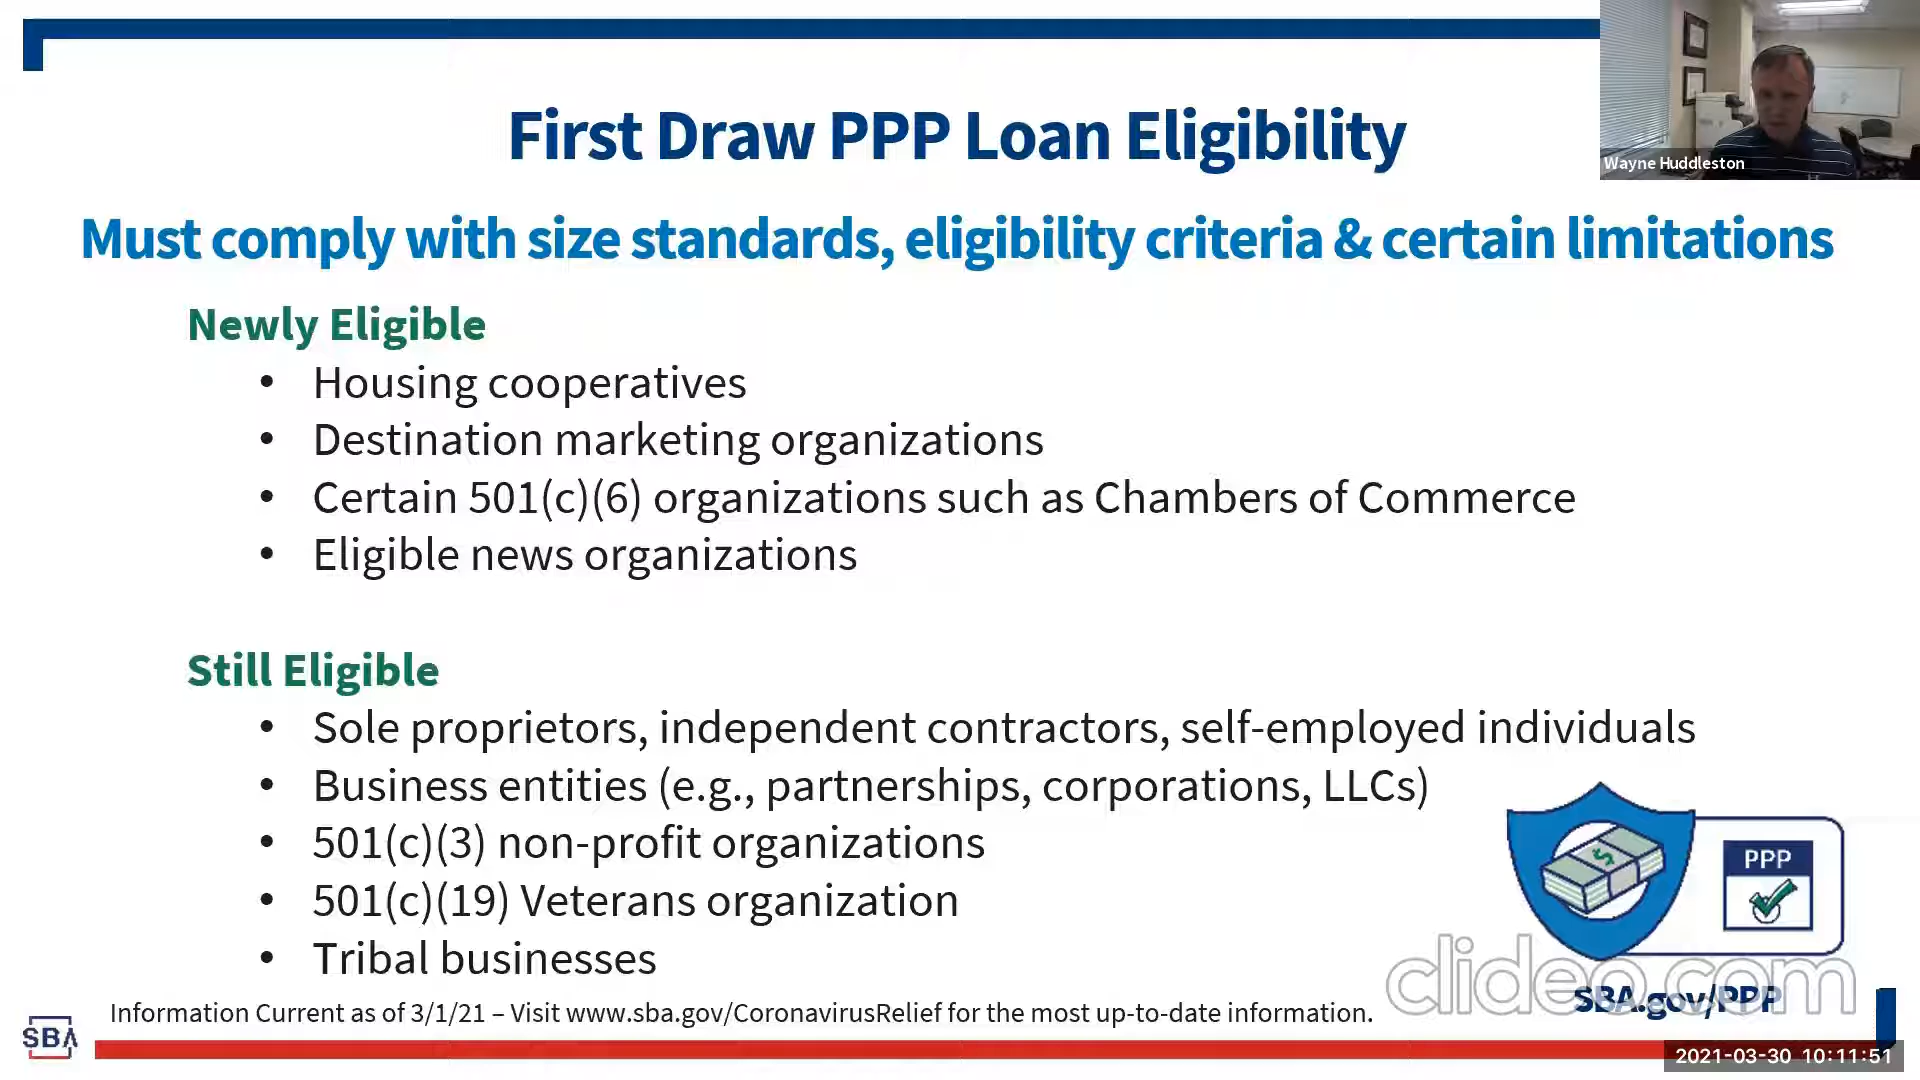 First Draw PPP Loan Eligibility
Wayne Huddleston
Must comply with size standards, eligibility criteria & certain limitations
Newly Eligible
• Housing cooperatives
• Destination marketing organizations
• Certain 501(c)(6) organizations such as Chambers of Commerce
• Eligible news organizations
Still Eligible
• Sole proprietors, independent contractors, self-employed individuals
• Business entities (e.g., partnerships, corporations, LLCs)
• 501(c)(3) non-profit organizations
• 501(c)(19) Veterans organization
• Tribal businesses
PPP
clideo.com
SBA.gov/PPP
Information Current as of 3/1/21 – Visit www.sba.gov/CoronavirusRelief for the most up-to-date information.
SBA
2021-03-30 10:11:51